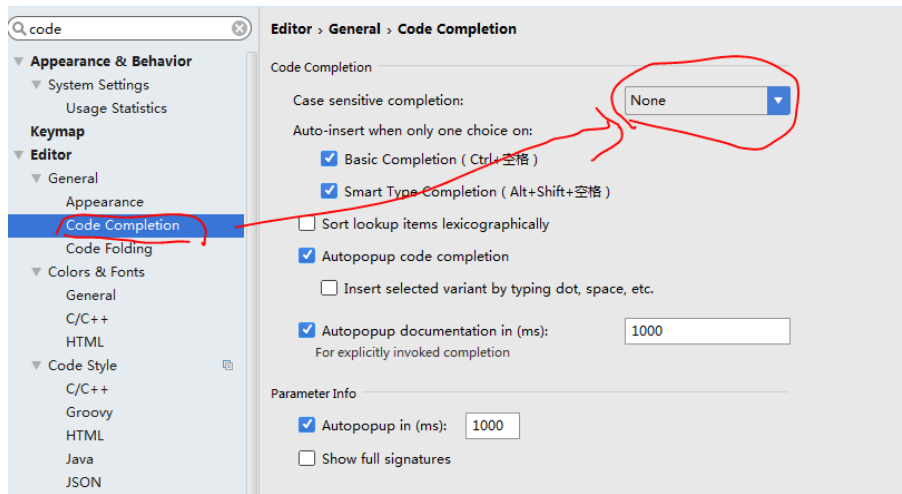 code
Appearance & Behavior
System Settings
Usage Statistics
Keymap
Editor
General
Appearance
Code Completion
Code Folding
Colors & Fonts
General
C/C++
HTML
Code Style
C/C++
Groovy
HTML
Java
JSON
Editor › General › Code Completion
Code Completion
Case sensitive completion: None
Auto-insert when only one choice on:
Basic Completion ( Ctrl+空格 )
Smart Type Completion ( Alt+Shift+空格 )
Sort lookup items lexicographically
Autopopup code completion
Insert selected variant by typing dot, space, etc.
Autopopup documentation in (ms): 1000
For explicitly invoked completion
Parameter Info
Autopopup in (ms): 1000
Show full signatures